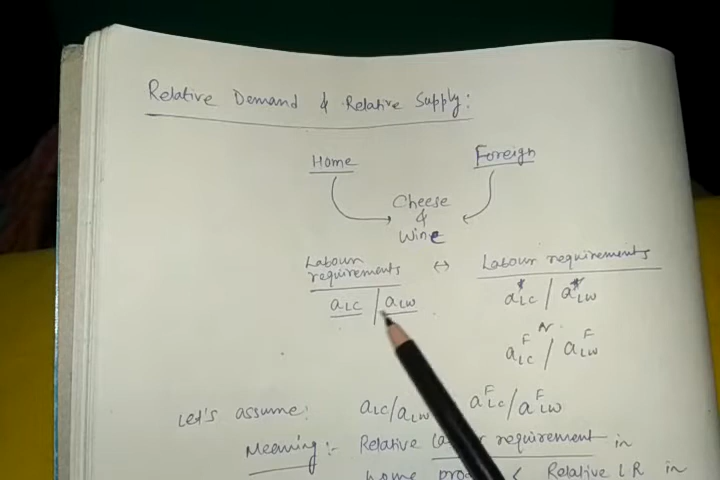 Relative Demand & Relative Supply:
Home Foreign
Cheese
&
Wine
Labour requirements ↔ Labour requirements
aLC / aLW a*LC / a*LW
or
aFLC / aFLW
Let's assume: aLC/aLW aFLC/aFLW
Meaning:- Relative requirement in
home < Relative LR in